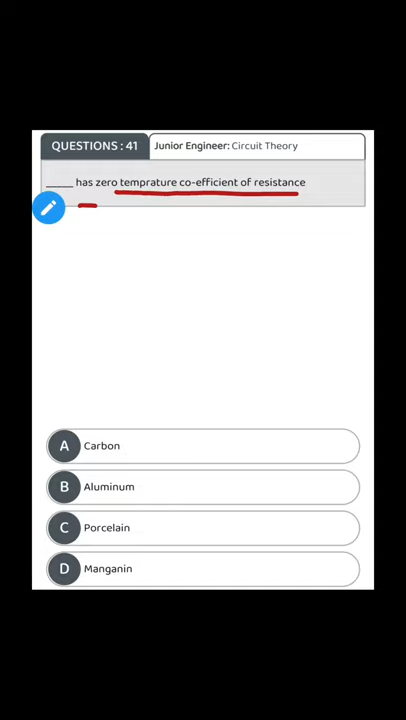 QUESTIONS : 41
Junior Engineer: Circuit Theory
_____ has zero temprature co-efficient of resistance
A Carbon
B Aluminum
C Porcelain
D Manganin